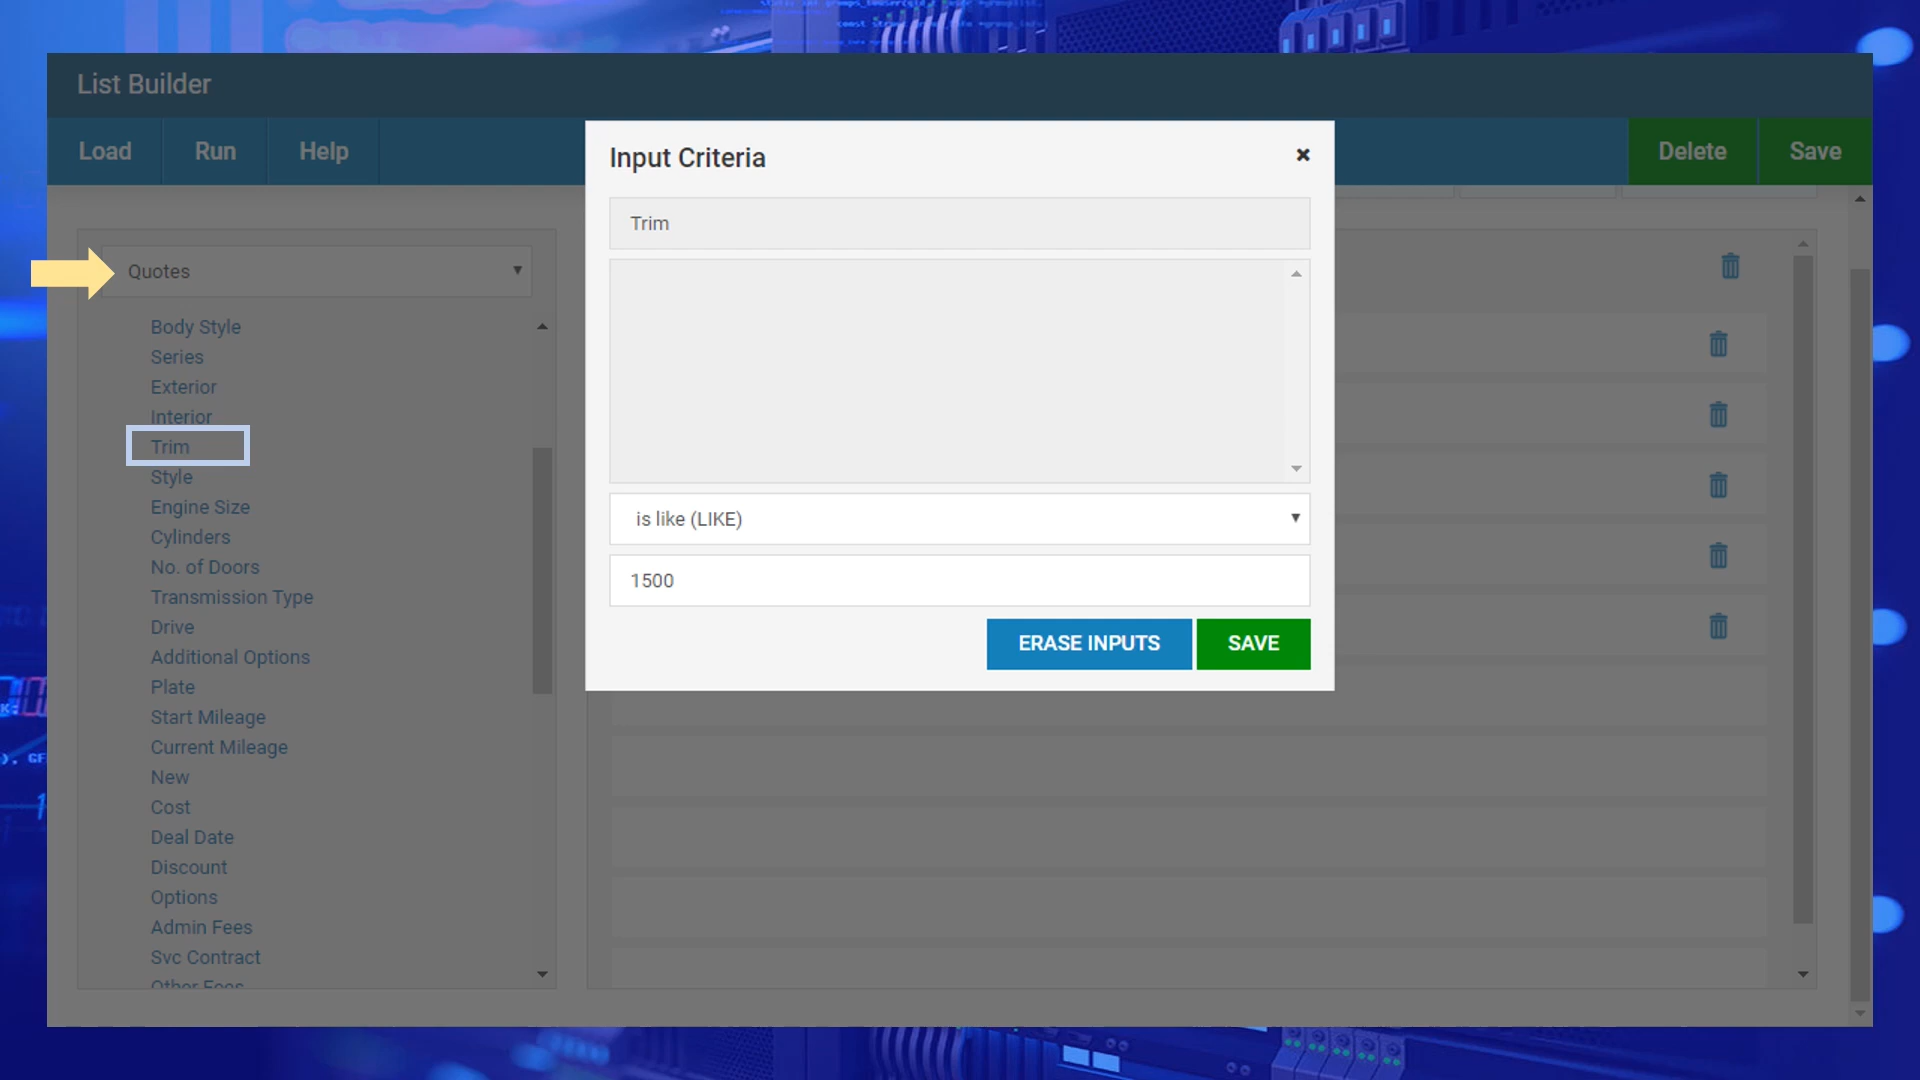 List Builder
Load
Run
Help
Delete
Save
Quotes
Body Style
Series
Exterior
Interior
Trim
Style
Engine Size
Cylinders
No. of Doors
Transmission Type
Drive
Additional Options
Plate
Start Mileage
Current Mileage
New
Cost
Deal Date
Discount
Options
Admin Fees
Svc Contract
Other Fees
Input Criteria
Trim
is like (LIKE)
1500
ERASE INPUTS
SAVE